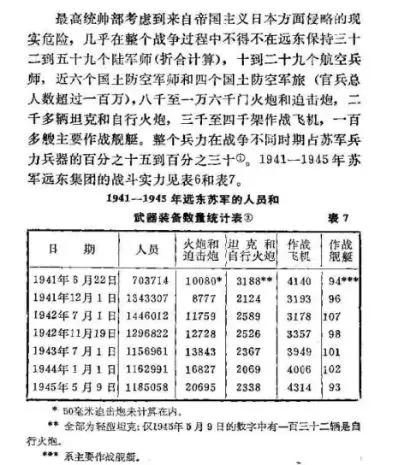 最高统帅部考虑到来自帝国主义日本方面侵略的现
实危险，几乎在整个战争过程中不得不在远东保持三十
二到五十九个陆军师(折合计算)，十到二十九个航空兵
师，近六个国土防空军师和四个国土防空军旅（官兵总
人数超过一百万），八千至一万六千门火炮和迫击炮，二
千多辆坦克和自行火炮，三千至四千架作战飞机，一百
多艘主要作战舰艇。整个兵力在战争不同时期占苏军兵
力兵器的百分之十五到百分之三十①。1941—1945年苏
军远东集团的战斗实力见表6和表7。
1941—1945年远东苏军的人员和
武器装备数量统计表③ 表 7
日 期 人员 火炮和迫击炮 坦克和自行火炮 作战飞机 作战舰艇
1941年6月22日 703714 10080* 3188** 4140 94***
1941年12月1日 1343307 8777 2124 3193 96
1942年7月1日 1446012 11759 2589 3178 107
1942年11月19日 1296822 12728 2526 3357 98
1943年7月1日 1156961 13843 2367 3949 101
1944年1月1日 1162991 16827 2069 4006 102
1945年5月9日 1185058 20695 2338 4314 93
* 50毫米迫击炮未计算在内。
** 全部为轻型坦克；仅1945年5月9日的数字中有一百三十二辆是自
行火炮。
*** 系主要作战舰艇。